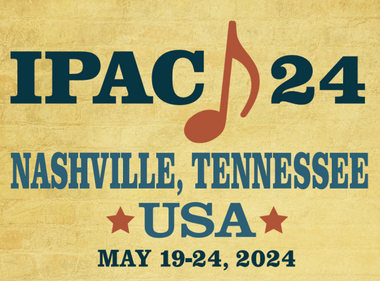 IPAC 24
NASHVILLE, TENNESSEE
USA
MAY 19-24, 2024